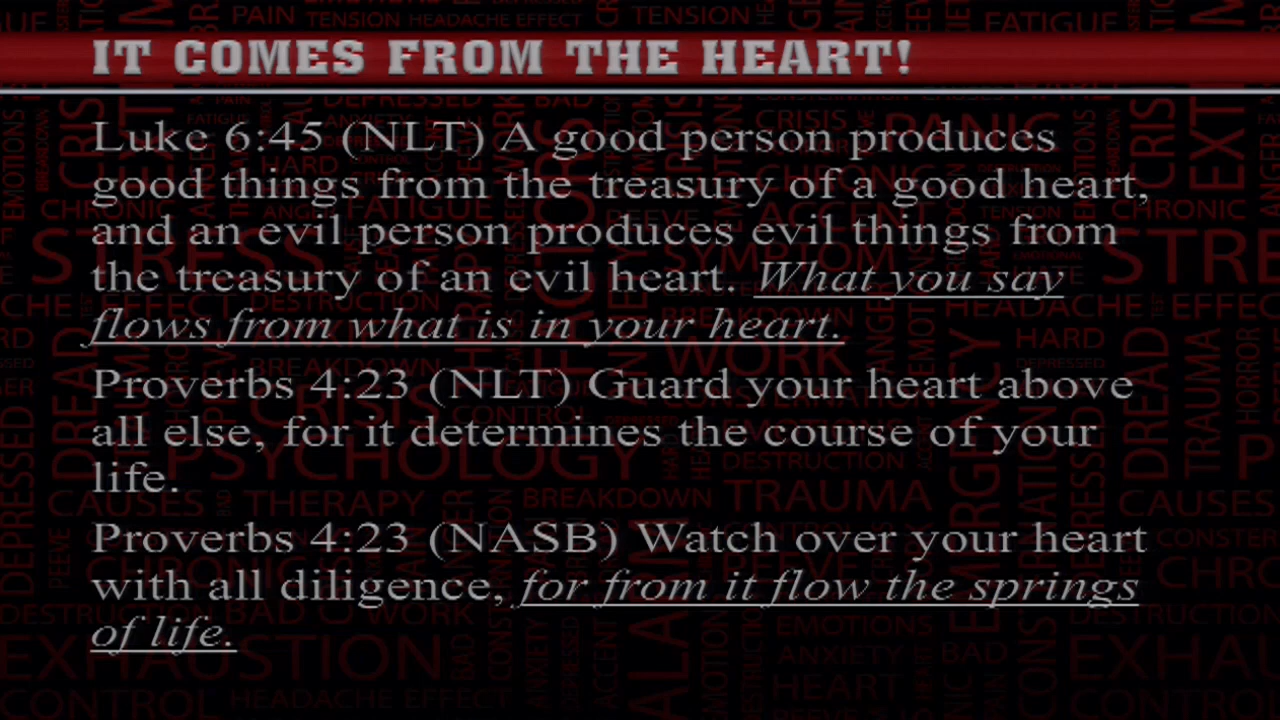 IT COMES FROM THE HEART!
Luke 6:45 (NLT) A good person produces
good things from the treasury of a good heart,
and an evil person produces evil things from
the treasury of an evil heart. What you say
flows from what is in your heart.
Proverbs 4:23 (NLT) Guard your heart above
all else, for it determines the course of your
life.
Proverbs 4:23 (NASB) Watch over your heart
with all diligence, for from it flow the springs
of life.